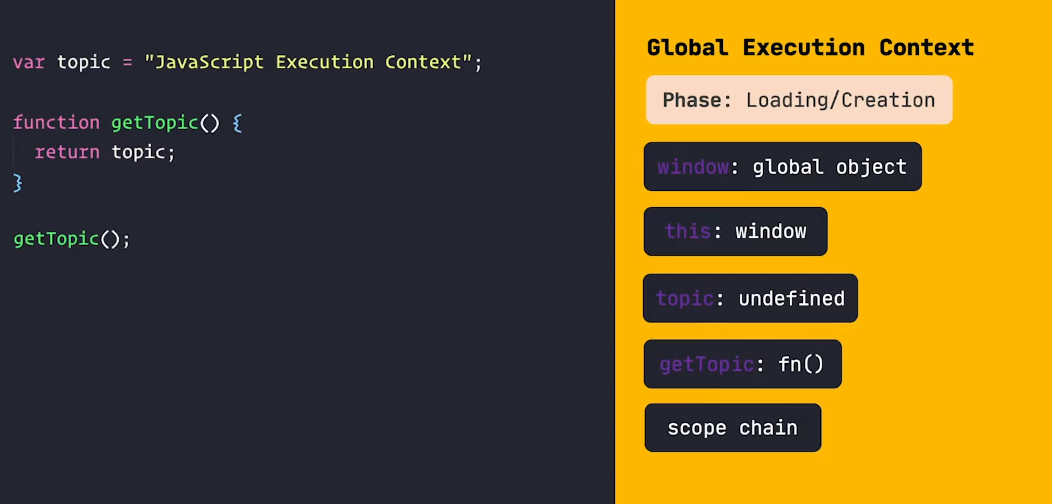 var topic = "JavaScript Execution Context";
function getTopic() {
return topic;
}
getTopic();
Global Execution Context
Phase: Loading/Creation
window: global object
this: window
topic: undefined
getTopic: fn()
scope chain